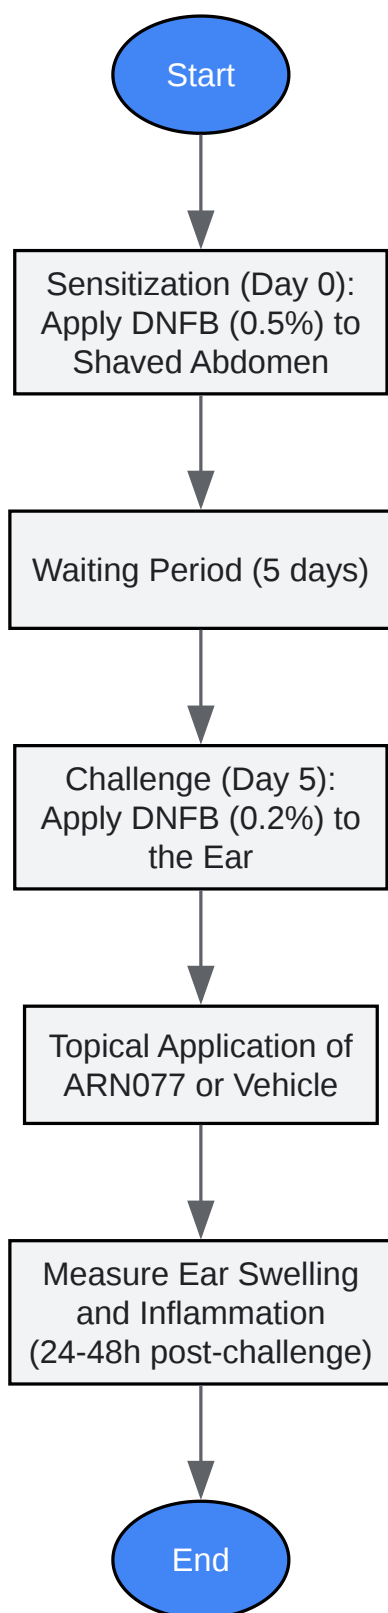 Start
Sensitization (Day 0):
Apply DNFB (0.5%) to
Shaved Abdomen
Waiting Period (5 days)
Challenge (Day 5):
Apply DNFB (0.2%) to
the Ear
Topical Application of
ARN077 or Vehicle
Measure Ear Swelling
and Inflammation
(24-48h post-challenge)
End